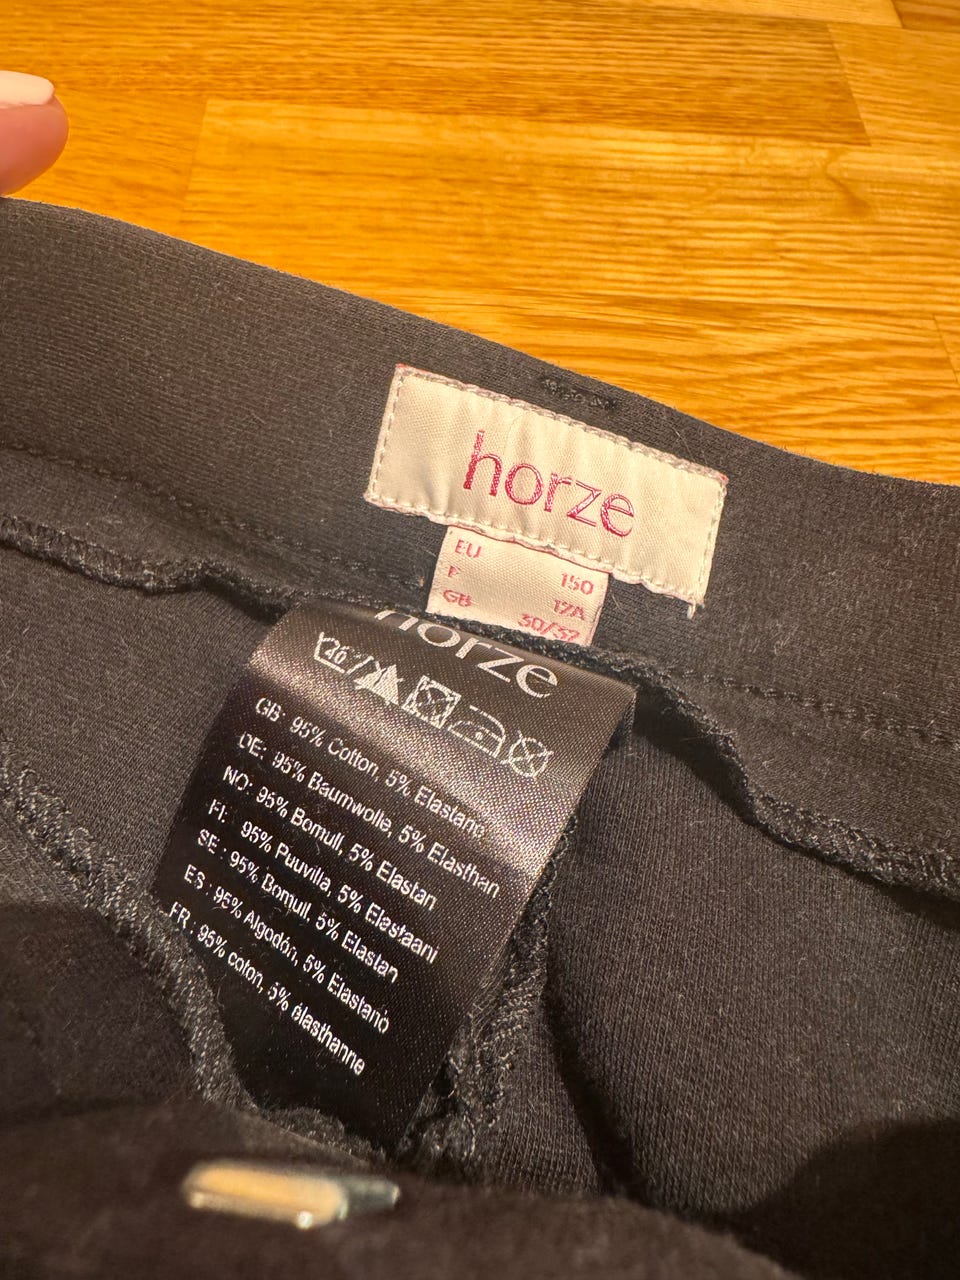 horze
EU 150
F 12A
GB 30/32
horze
40
GB: 95% Cotton, 5% Elastane
DE: 95% Baumwolle, 5% Elasthan
NO: 95% Bomull, 5% Elastan
FI: 95% Puuvilla, 5% Elastaani
SE: 95% Bomull, 5% Elastan
ES: 95% Algodón, 5% Elastano
FR: 95% coton, 5% élasthanne